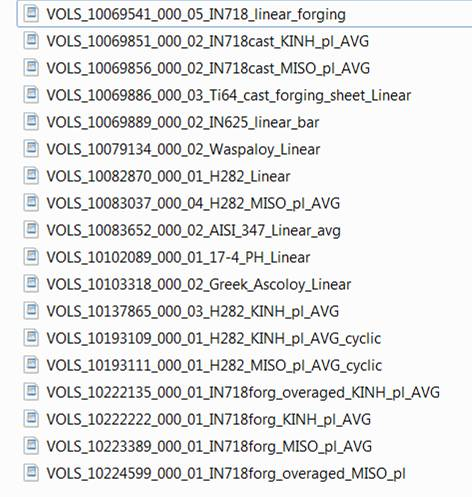 VOLS_10069541_000_05_IN718_linear_forging
VOLS_10069851_000_02_IN718cast_KINH_pl_AVG
VOLS_10069856_000_02_IN718cast_MISO_pl_AVG
VOLS_10069886_000_03_Ti64_cast_forging_sheet_Linear
VOLS_10069889_000_02_IN625_linear_bar
VOLS_10079134_000_02_Waspaloy_Linear
VOLS_10082870_000_01_H282_Linear
VOLS_10083037_000_04_H282_MISO_pl_AVG
VOLS_10083652_000_02_AISI_347_Linear_avg
VOLS_10102089_000_01_17-4_PH_Linear
VOLS_10103318_000_02_Greek_Ascoloy_Linear
VOLS_10137865_000_03_H282_KINH_pl_AVG
VOLS_10193109_000_01_H282_KINH_pl_AVG_cyclic
VOLS_10193111_000_01_H282_MISO_pl_AVG_cyclic
VOLS_10222135_000_01_IN718forg_overaged_KINH_pl_AVG
VOLS_10222222_000_01_IN718forg_KINH_pl_AVG
VOLS_10223389_000_01_IN718forg_MISO_pl_AVG
VOLS_10224599_000_01_IN718forg_overaged_MISO_pl